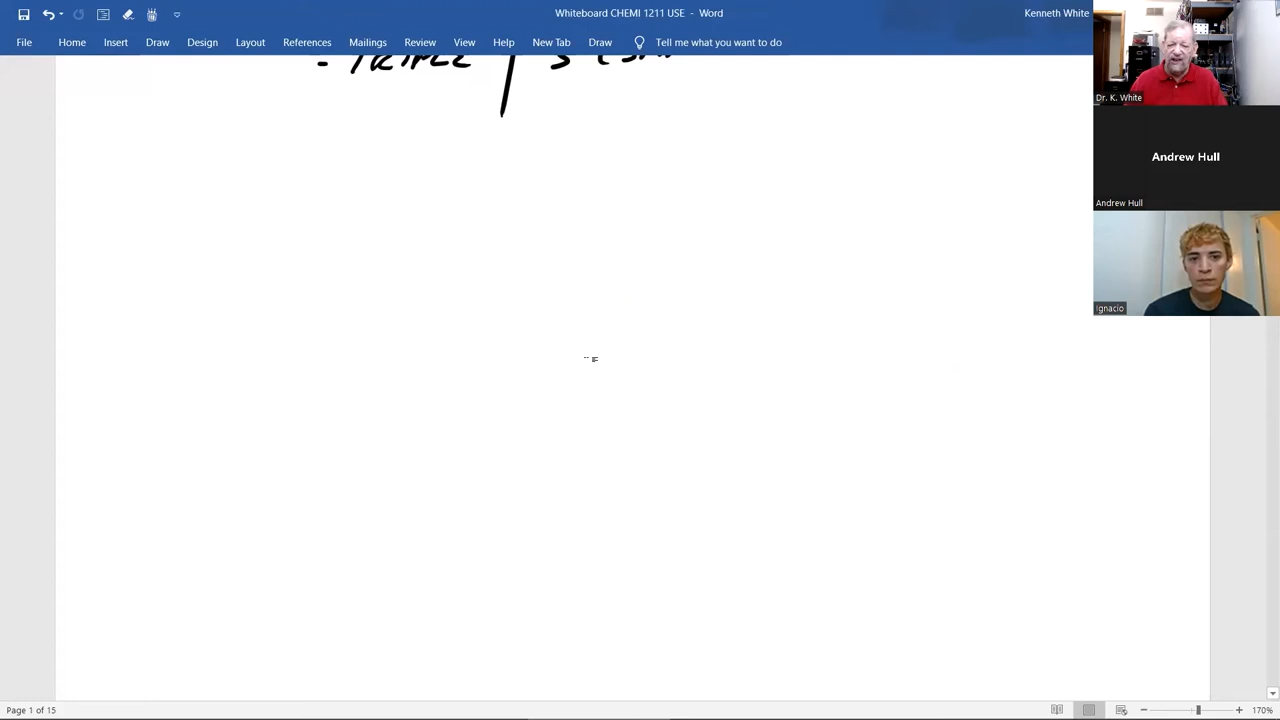 Whiteboard CHEMI 1211 USE - Word
Kenneth White
File Home Insert Draw Design Layout References Mailings Review View Help New Tab Draw Tell me what you want to do
- TRIPLE
Dr. K. White
Andrew Hull
Andrew Hull
Ignacio
Page 1 of 15
170%